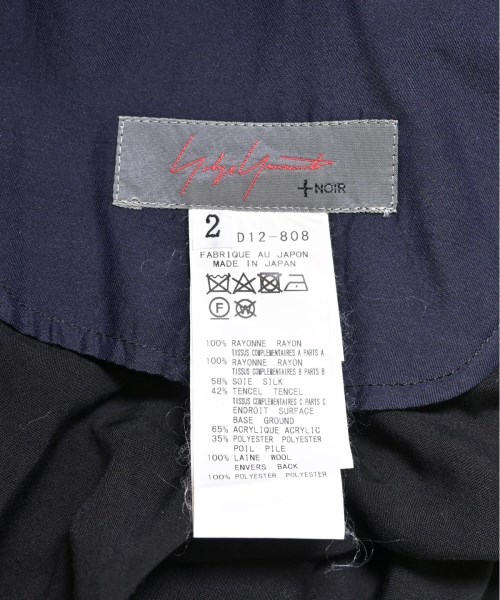 Yohji Yamamoto
+NOIR
2 D12-808
FABRIQUE AU JAPON
MADE IN JAPAN
F W
100% RAYONNE RAYON
TISSUS COMPLEMENTAIRES A PARTS A
100% RAYONNE RAYON
TISSUS COMPLEMENTAIRES B PARTS B
58% SOIE SILK
42% TENCEL TENCEL
TISSUS COMPLEMENTAIRES C PARTS C
ENDROIT SURFACE
BASE GROUND
65% ACRYLIQUE ACRYLIC
35% POLYESTER POLYESTER
POIL PILE
100% LAINE WOOL
ENVERS BACK
100% POLYESTER POLYESTER